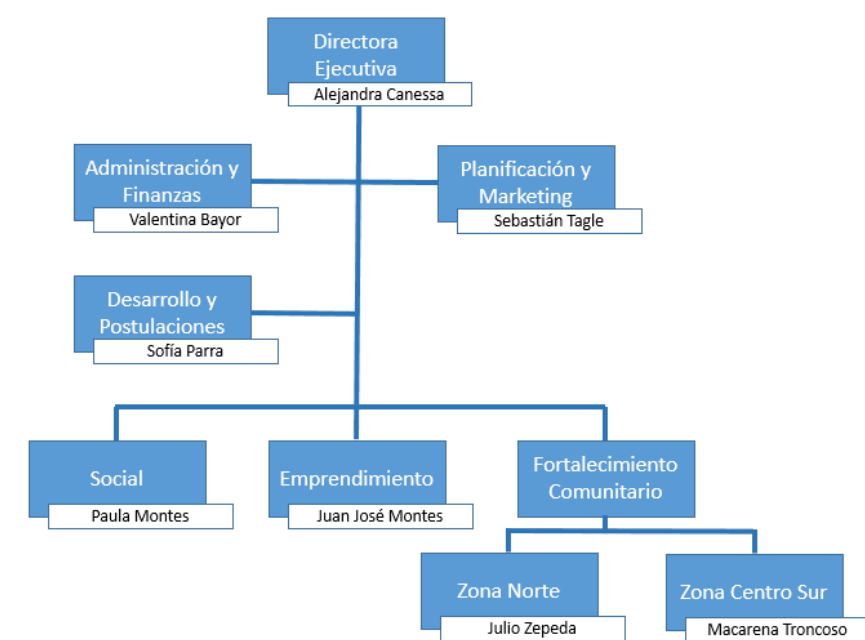 Directora
Ejecutiva
Alejandra Canessa
Administración y
Finanzas
Valentina Bayor
Planificación y
Marketing
Sebastián Tagle
Desarrollo y
Postulaciones
Sofía Parra
Social
Paula Montes
Emprendimiento
Juan José Montes
Fortalecimiento
Comunitario
Zona Norte
Julio Zepeda
Zona Centro Sur
Macarena Troncoso